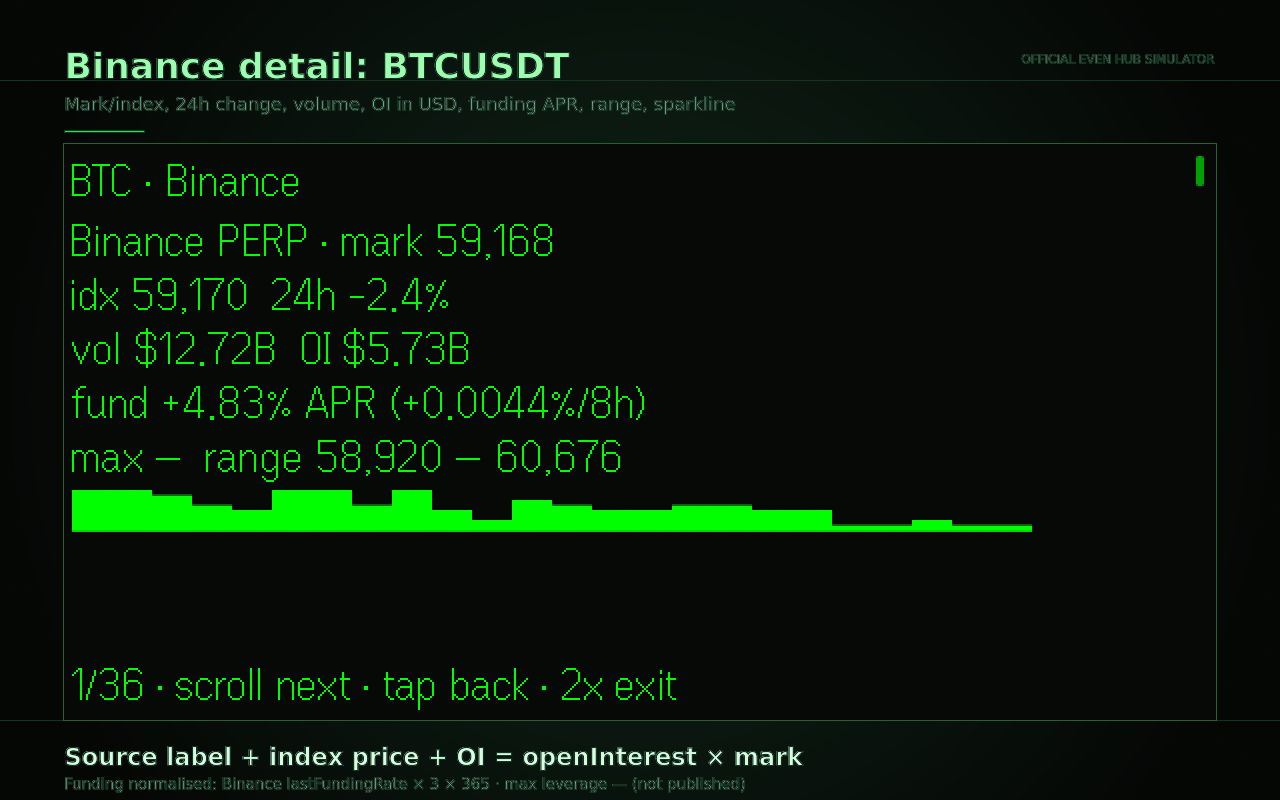 Binance detail: BTCUSDT
OFFICIAL EVEN HUB SIMULATOR
Mark/index, 24h change, volume, OI in USD, funding APR, range, sparkline
BTC · Binance
Binance PERP · mark 59,168
idx 59,170  24h -2.4%
vol $12.72B  OI $5.73B
fund +4.83% APR (+0.0044%/8h)
max —  range 58,920 — 60,676
1/36 · scroll next · tap back · 2x exit
Source label + index price + OI = openInterest × mark
Funding normalised: Binance lastFundingRate × 3 × 365 · max leverage — (not published)